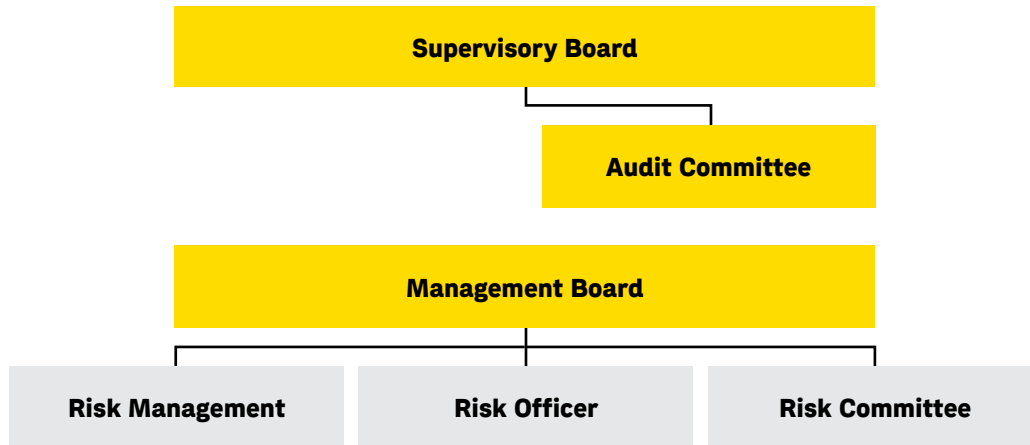 Supervisory Board
Audit Committee
Management Board
Risk Management
Risk Officer
Risk Committee